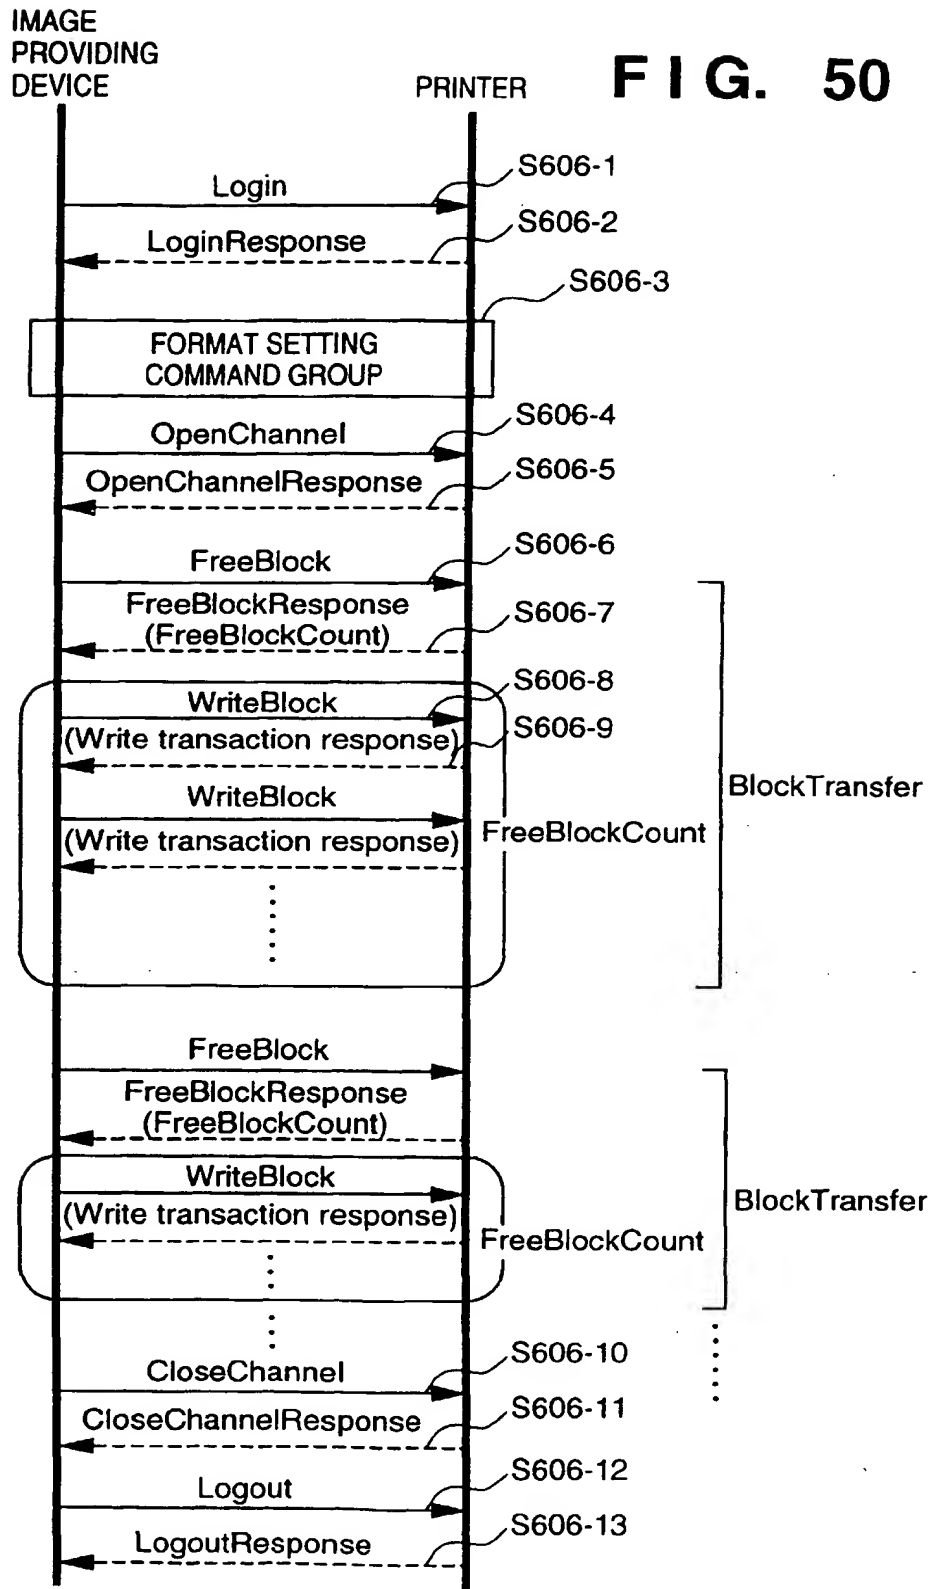 IMAGE
PROVIDING
DEVICE
PRINTER
FIG. 50
Login
S606-1
LoginResponse
S606-2
S606-3
FORMAT SETTING
COMMAND GROUP
OpenChannel
S606-4
OpenChannelResponse
S606-5
FreeBlock
S606-6
FreeBlockResponse
(FreeBlockCount)
S606-7
WriteBlock
S606-8
(Write transaction response)
S606-9
WriteBlock
(Write transaction response)
FreeBlockCount
BlockTransfer
FreeBlock
FreeBlockResponse
(FreeBlockCount)
WriteBlock
(Write transaction response)
FreeBlockCount
BlockTransfer
CloseChannel
S606-10
CloseChannelResponse
S606-11
Logout
S606-12
LogoutResponse
S606-13